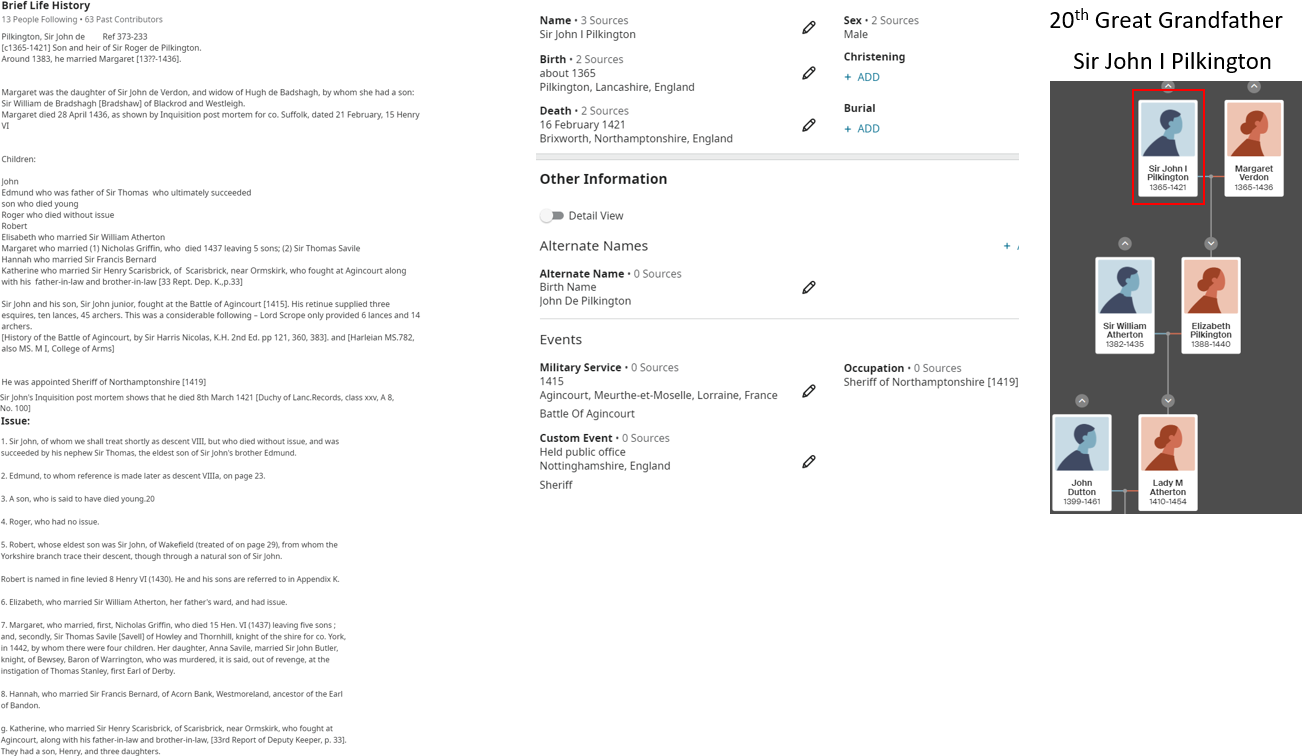 Brief Life History
13 People Following • 63 Past Contributors
Pilkington, Sir John de Ref 373-233
[c1365-1421] Son and heir of Sir Roger de Pilkington.
Around 1383, he married Margaret [13??-1436].
Margaret was the daughter of Sir John de Verdon, and widow of Hugh de Badshagh, by whom she had a son:
Sir William de Bradshagh [Bradshaw] of Blackrod and Westleigh.
Margaret died 28 April 1436, as shown by Inquisition post mortem for co. Suffolk, dated 21 February, 15 Henry
VI
Children:
John
Edmund who was father of Sir Thomas who ultimately succeeded
son who died young
Roger who died without issue
Robert
Elisabeth who married Sir William Atherton
Margaret who married (1) Nicholas Griffin, who died 1437 leaving 5 sons; (2) Sir Thomas Savile
Hannah who married Sir Francis Bernard
Katherine who married Sir Henry Scarisbrick, of Scarisbrick, near Ormskirk, who fought at Agincourt along
with his father-in-law and brother-in-law [33 Rept. Dep. K.,p.33]
Sir John and his son, Sir John junior, fought at the Battle of Agincourt [1415]. His retinue supplied three
esquires, ten lances, 45 archers. This was a considerable following – Lord Scrope only provided 6 lances and 14
archers.
[History of the Battle of Agincourt, by Sir Harris Nicolas, K.H. 2nd Ed. pp 121, 360, 383]. and [Harleian MS.782,
also MS. M I, College of Arms]
He was appointed Sheriff of Northamptonshire [1419]
Sir John's Inquisition post mortem shows that he died 8th March 1421 [Duchy of Lanc.Records, class xxv, A 8,
No. 100]
Issue:
1. Sir John, of whom we shall treat shortly as descent VIII, but who died without issue, and was
succeeded by his nephew Sir Thomas, the eldest son of Sir John's brother Edmund.
2. Edmund, to whom reference is made later as descent VIIIa, on page 23.
3. A son, who is said to have died young.20
4. Roger, who had no issue.
5. Robert, whose eldest son was Sir John, of Wakefield (treated of on page 29), from whom the
Yorkshire branch trace their descent, though through a natural son of Sir John.
Robert is named in fine levied 8 Henry VI (1430). He and his sons are referred to in Appendix K.
6. Elizabeth, who married Sir William Atherton, her father's ward, and had issue.
7. Margaret, who married, first, Nicholas Griffin, who died 15 Hen. VI (1437) leaving five sons ;
and, secondly, Sir Thomas Savile [Savell] of Howley and Thornhill, knight of the shire for co. York,
in 1442, by whom there were four children. Her daughter, Anna Savile, married Sir John Butler,
knight, of Bewsey, Baron of Warrington, who was murdered, it is said, out of revenge, at the
instigation of Thomas Stanley, first Earl of Derby.
8. Hannah, who married Sir Francis Bernard, of Acorn Bank, Westmoreland, ancestor of the Earl
of Bandon.
g. Katherine, who married Sir Henry Scarisbrick, of Scarisbrick, near Ormskirk, who fought at
Agincourt, along with his father-in-law and brother-in-law, [33rd Report of Deputy Keeper, p. 33].
They had a son, Henry, and three daughters.
Name • 3 Sources
Sir John I Pilkington
Birth • 2 Sources
about 1365
Pilkington, Lancashire, England
Death • 2 Sources
16 February 1421
Brixworth, Northamptonshire, England
Sex • 2 Sources
Male
Christening
+ ADD
Burial
+ ADD
Other Information
Detail View
Alternate Names
+
Alternate Name • 0 Sources
Birth Name
John De Pilkington
Events
Military Service • 0 Sources
1415
Agincourt, Meurthe-et-Moselle, Lorraine, France
Battle Of Agincourt
Custom Event • 0 Sources
Held public office
Nottinghamshire, England
Sheriff
Occupation • 0 Sources
Sheriff of Northamptonshire [1419]
20th Great Grandfather
Sir John I Pilkington
Sir John I
Pilkington
1365-1421
Margaret
Verdon
1365-1436
Sir William
Atherton
1382-1435
Elizabeth
Pilkington
1388-1440
John
Dutton
1399-1461
Lady M
Atherton
1410-1454